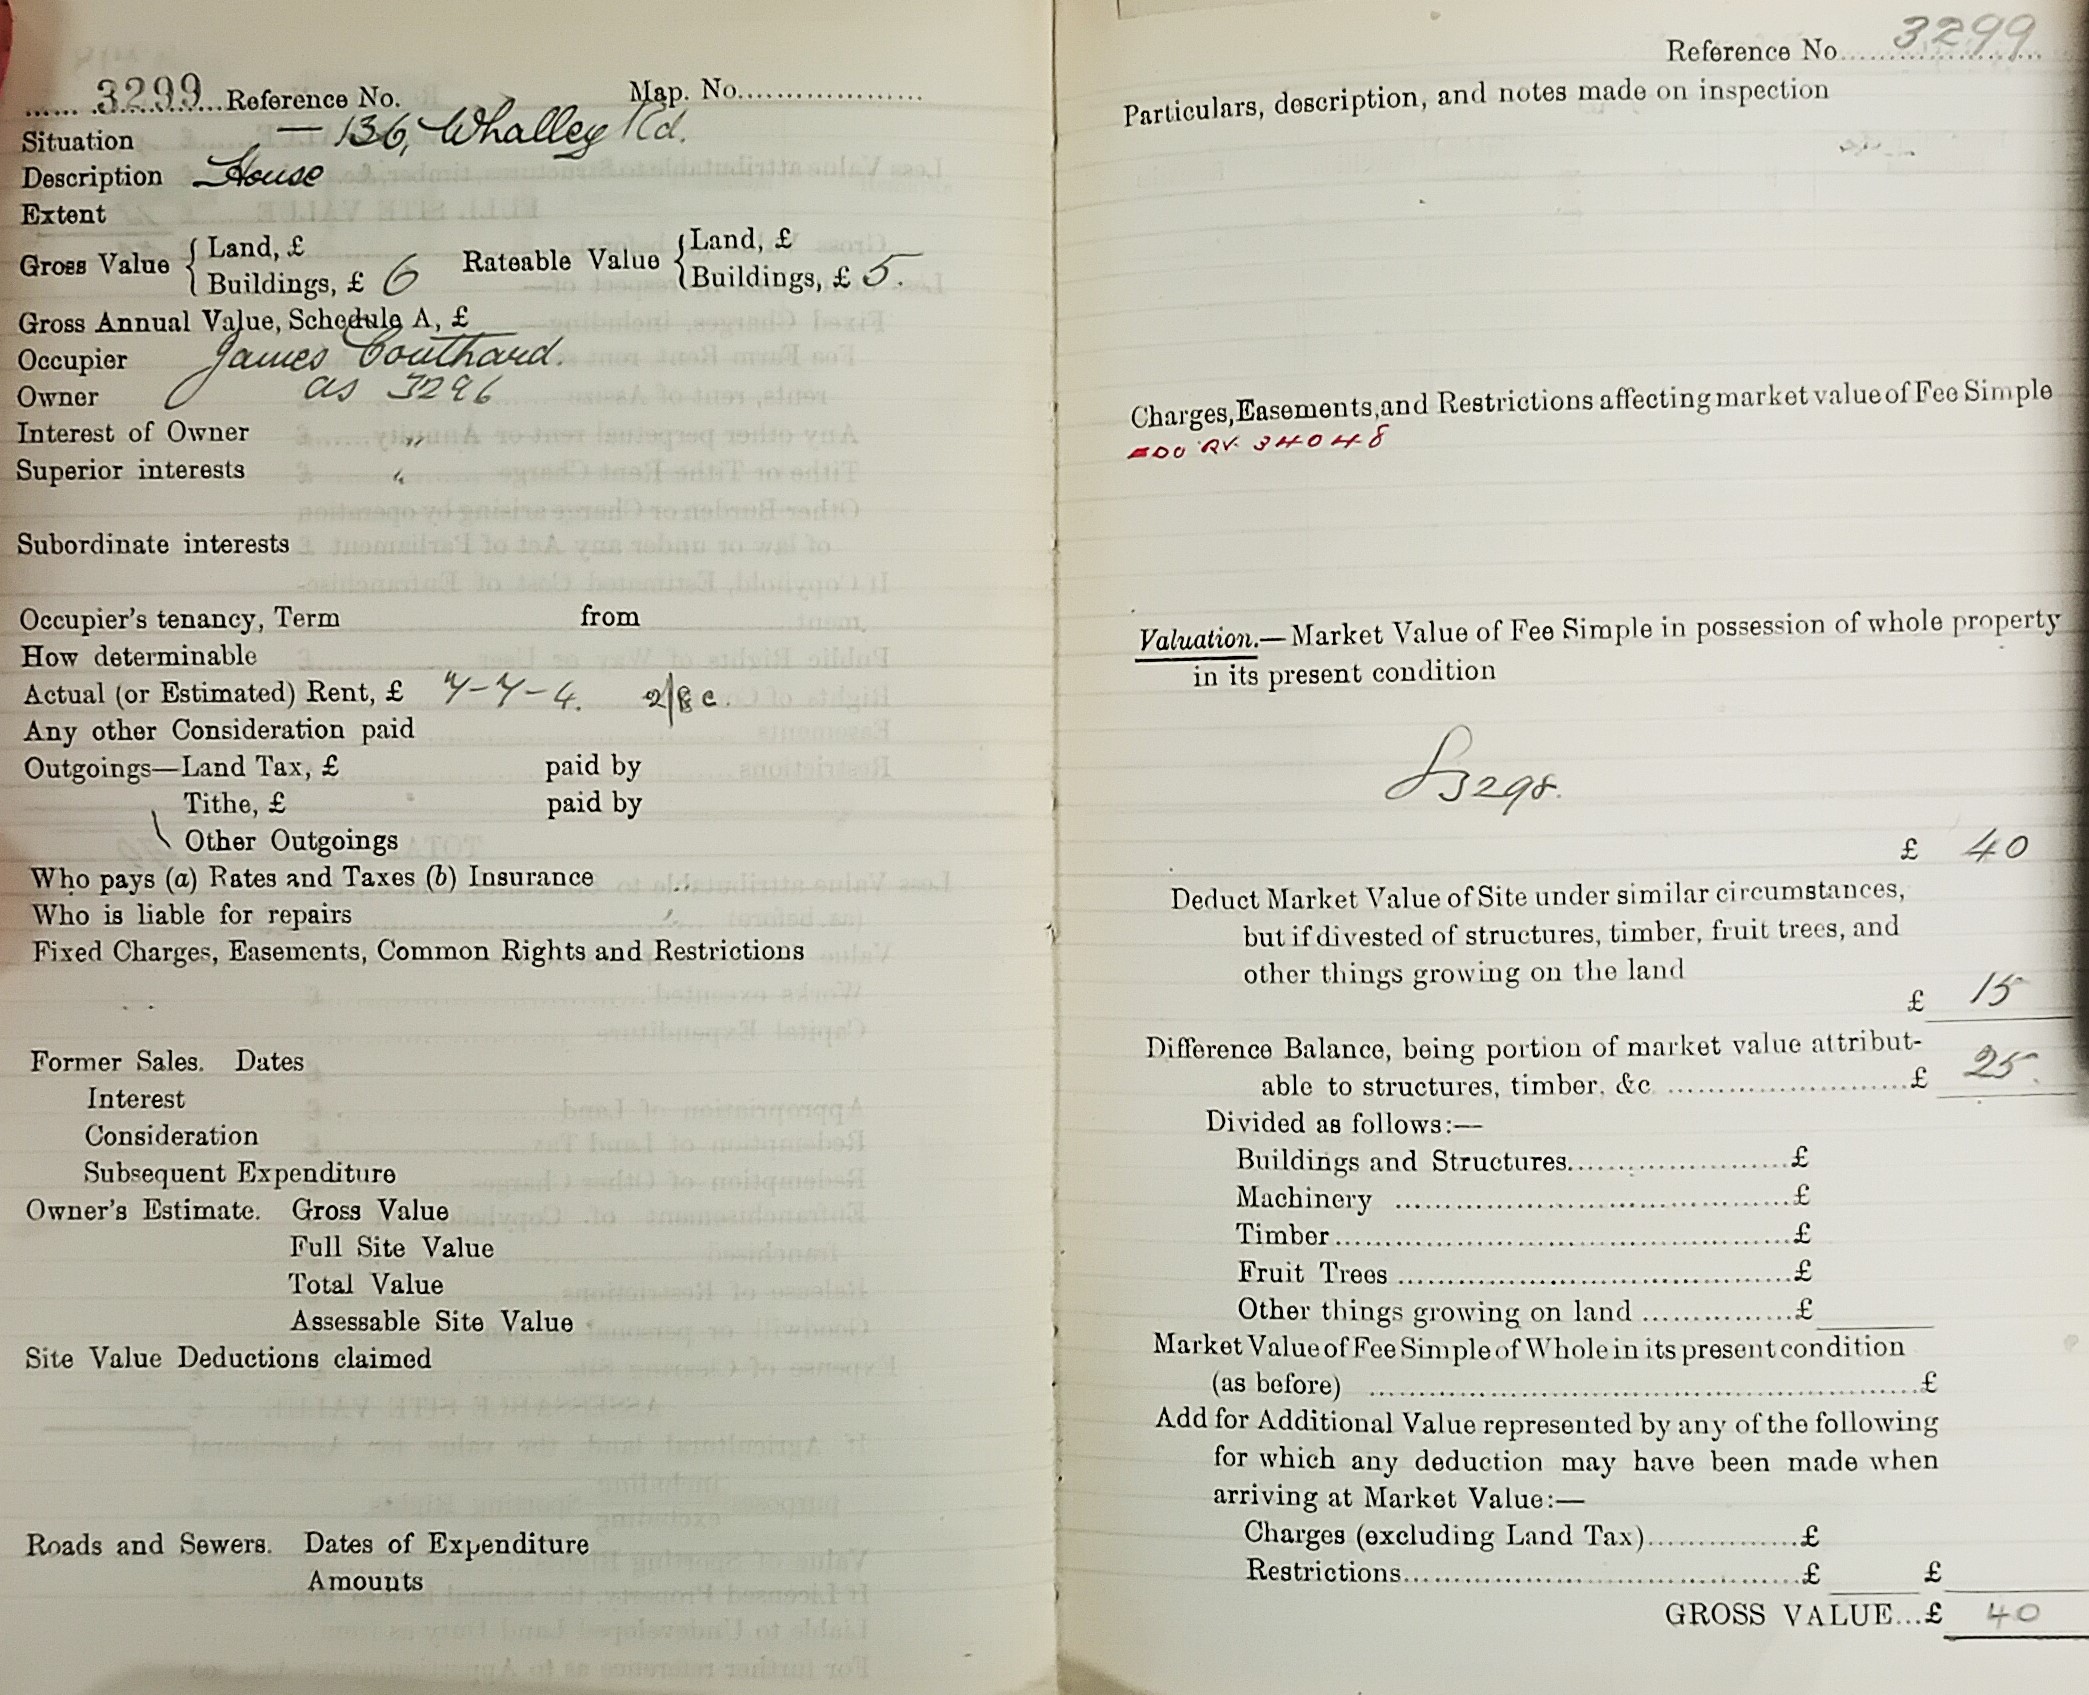 ...... 3299...Reference No. Map. No....................
Situation — 136, Whalley Rd.
Description House
Extent
Gross Value { Land, £ Rateable Value { Land, £
Buildings, £ 6 Buildings, £ 5.
Gross Annual Value, Schedule A, £
Occupier James Couthard.
Owner as 3296
Interest of Owner "
Superior interests "
Subordinate interests
Occupier's tenancy, Term from
How determinable
Actual (or Estimated) Rent, £ 7-7-4. 2/8 c.
Any other Consideration paid
Outgoings—Land Tax, £ paid by
Tithe, £ paid by
Other Outgoings
Who pays (a) Rates and Taxes (b) Insurance "
Who is liable for repairs "
Fixed Charges, Easements, Common Rights and Restrictions
Former Sales. Dates
Interest
Consideration
Subsequent Expenditure
Owner's Estimate. Gross Value
Full Site Value
Total Value
Assessable Site Value
Site Value Deductions claimed
Roads and Sewers. Dates of Expenditure
Amounts
Reference No. 3299
Particulars, description, and notes made on inspection
Charges, Easements, and Restrictions affecting market value of Fee Simple
34048
Valuation.—Market Value of Fee Simple in possession of whole property
in its present condition
3298.
£ 40
Deduct Market Value of Site under similar circumstances,
but if divested of structures, timber, fruit trees, and
other things growing on the land
£ 15
Difference Balance, being portion of market value attribut-
able to structures, timber, &c ........................£ 25.
Divided as follows:—
Buildings and Structures......................£
Machinery .......................................£
Timber.............................................£
Fruit Trees .......................................£
Other things growing on land ...............£
Market Value of Fee Simple of Whole in its present condition
(as before) ......................................................£
Add for Additional Value represented by any of the following
for which any deduction may have been made when
arriving at Market Value:—
Charges (excluding Land Tax)...............£
Restrictions.......................................£ £
GROSS VALUE...£ 40